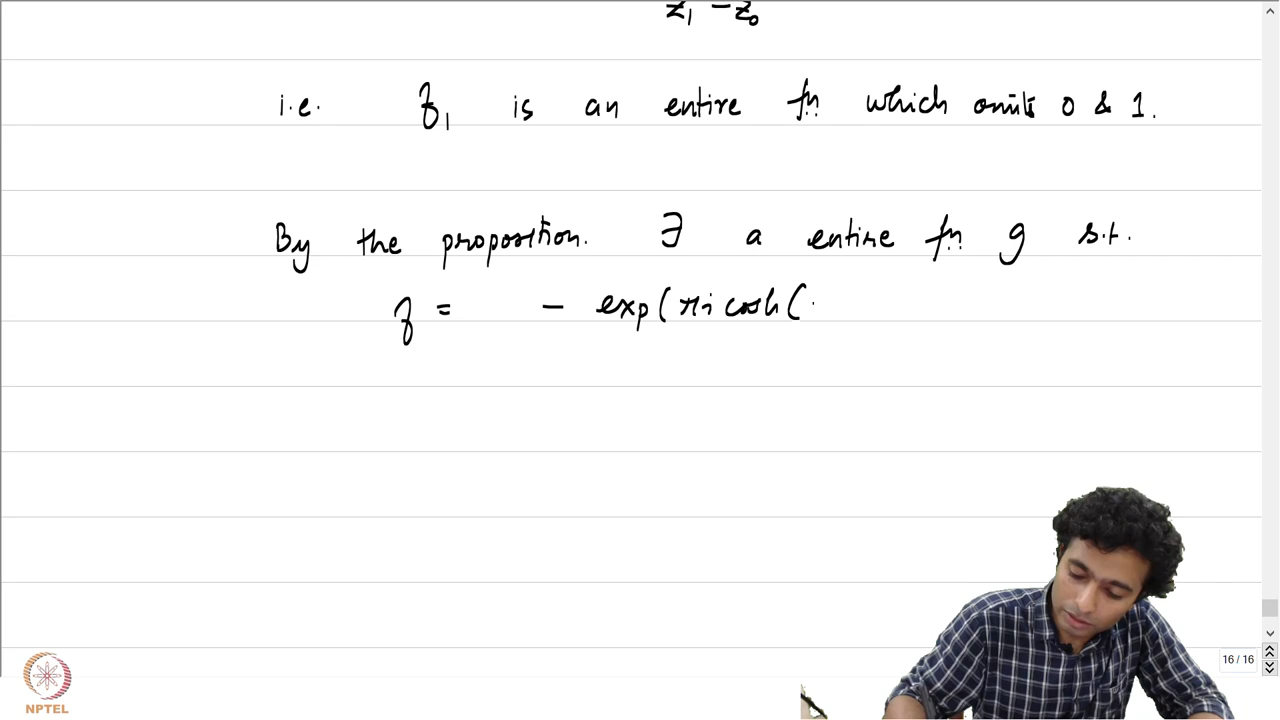 z₁ - z₀
i.e. f₁ is an entire fn which omits 0 & 1.
By the proposition. ∃ a entire fn g s.t.
f = - exp(πi cosh(
16 / 16
NPTEL